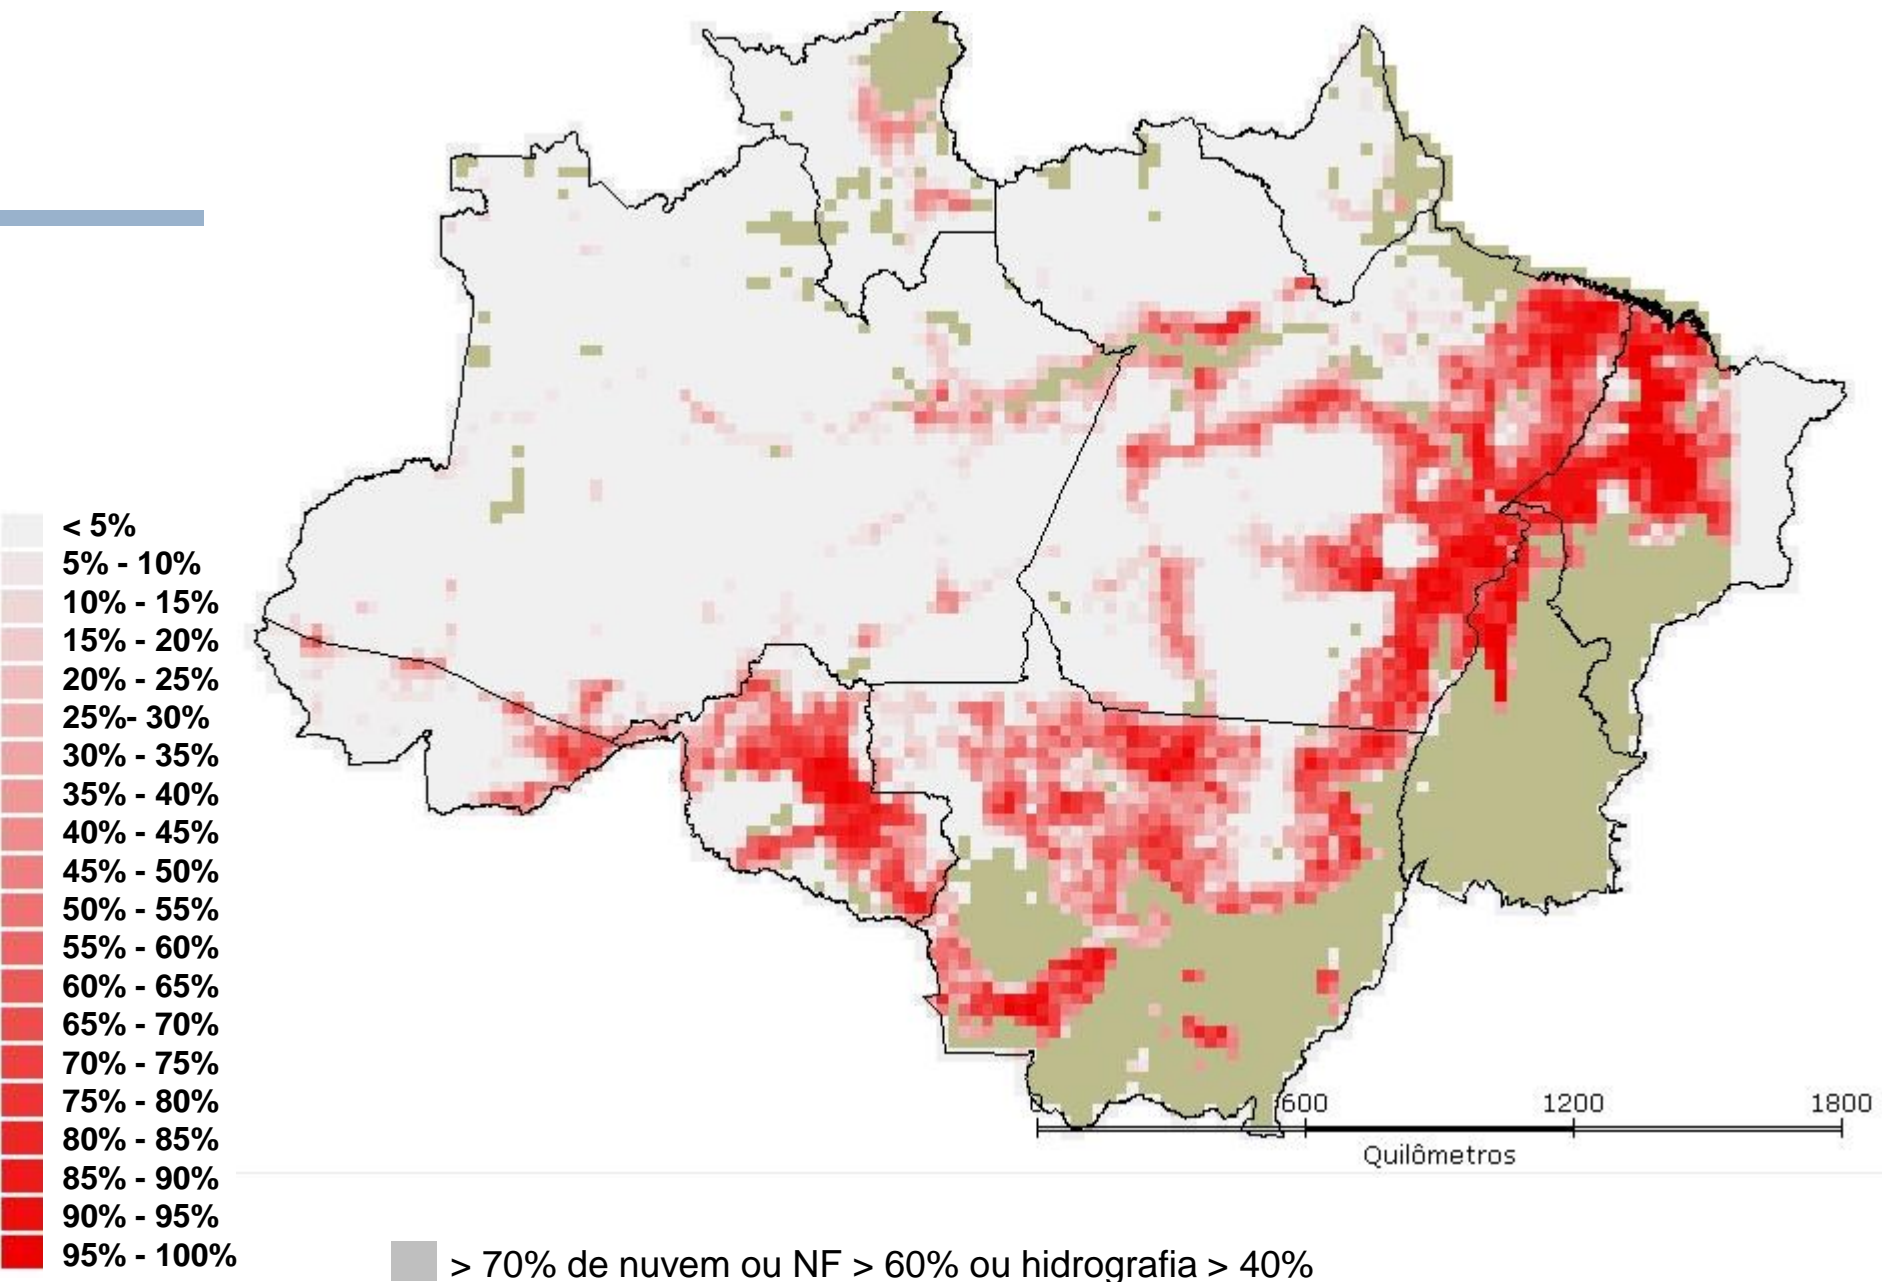 < 5%
5% - 10%
10% - 15%
15% - 20%
20% - 25%
25%- 30%
30% - 35%
35% - 40%
40% - 45%
45% - 50%
50% - 55%
55% - 60%
60% - 65%
65% - 70%
70% - 75%
75% - 80%
80% - 85%
85% - 90%
90% - 95%
95% - 100%
0 600 1200 1800
Quilômetros
> 70% de nuvem ou NF > 60% ou hidrografia > 40%